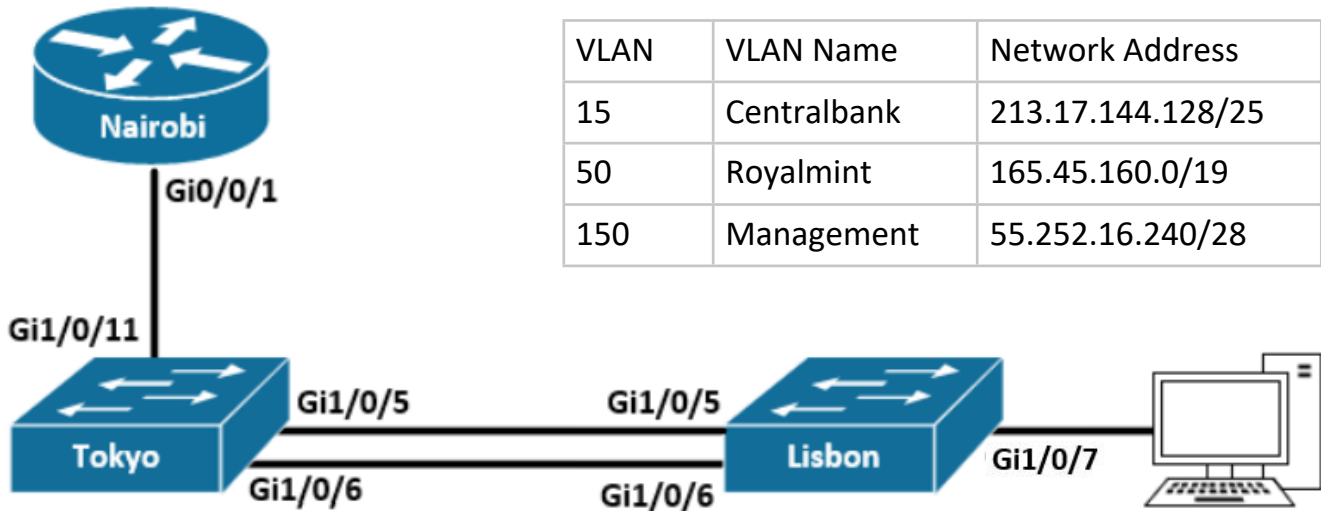 VLAN VLAN Name Network Address
15 Centralbank 213.17.144.128/25
50 Royalmint 165.45.160.0/19
150 Management 55.252.16.240/28
Nairobi
Gi0/0/1
Gi1/0/11
Gi1/0/5 Gi1/0/5
Tokyo Lisbon Gi1/0/7
Gi1/0/6 Gi1/0/6